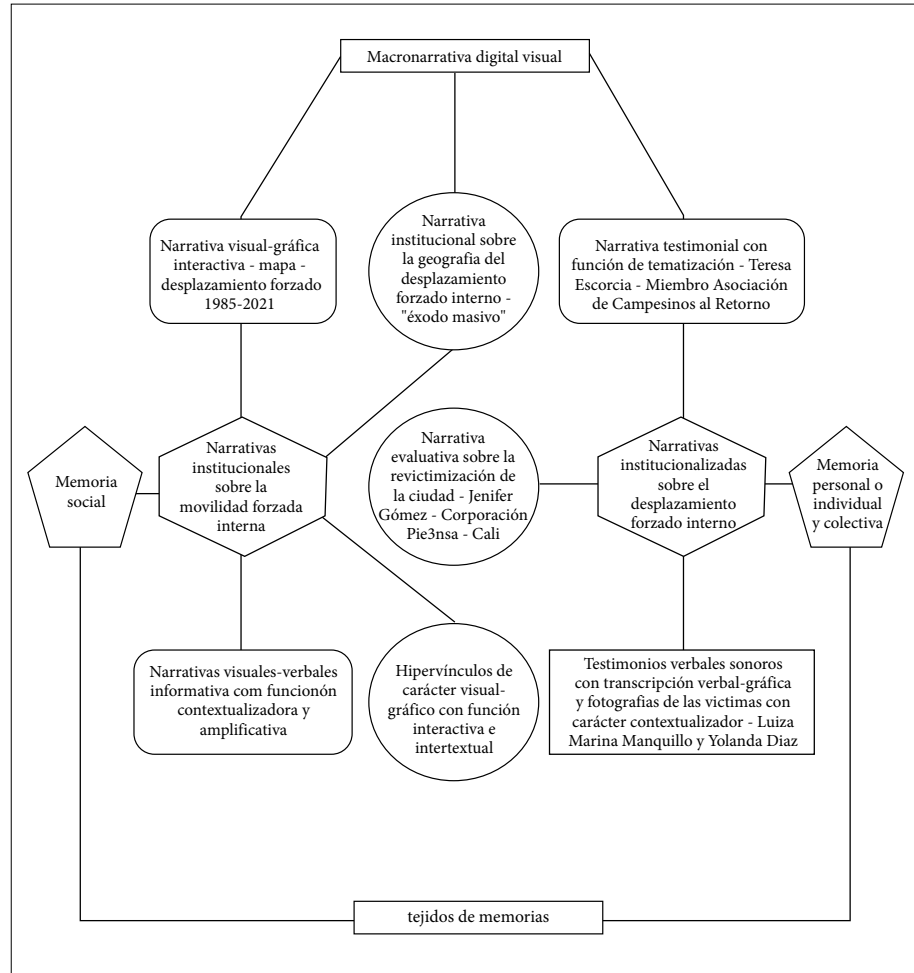 Macronarrativa digital visual
Narrativa visual-gráfica
interactiva - mapa -
desplazamiento forzado
1985-2021
Narrativa
institucional sobre
la geografia del
desplazamiento
forzado interno -
"éxodo masivo"
Narrativa testimonial con
función de tematización - Teresa
Escorcia - Miembro Asociación
de Campesinos al Retorno
Memoria
social
Narrativas
institucionales
sobre la
movilidad forzada
interna
Narrativa
evaluativa sobre la
revictimización de
la ciudad - Jenifer
Gómez - Corporación
Pie3nsa - Cali
Narrativas
institucionalizadas
sobre el
desplazamiento
forzado interno
Memoria
personal o
individual
y colectiva
Narrativas visuales-verbales
informativa com funcionón
contextualizadora y
amplificativa
Hipervínculos de
carácter visual-
gráfico con función
interactiva e
intertextual
Testimonios verbales sonoros
con transcripción verbal-gráfica
y fotografias de las victimas con
carácter contextualizador - Luiza
Marina Manquillo y Yolanda Diaz
tejidos de memorias